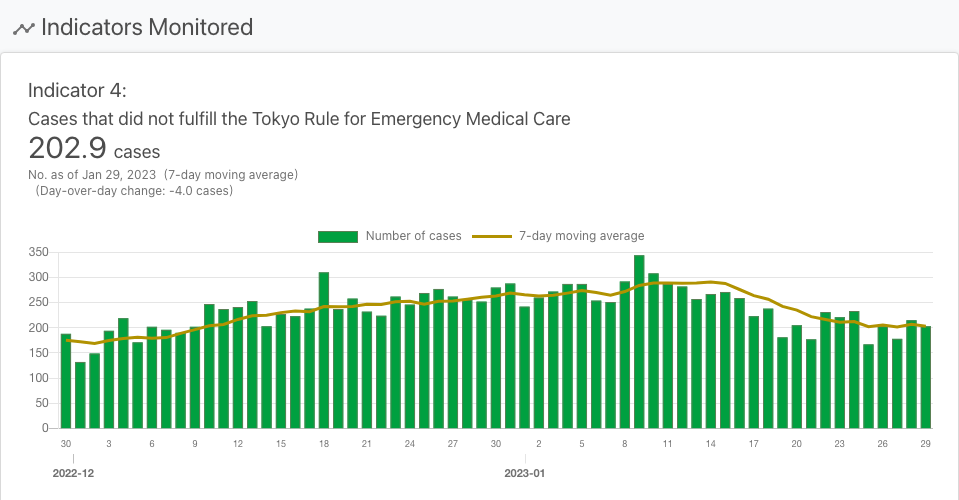 Indicators Monitored
Indicator 4:
Cases that did not fulfill the Tokyo Rule for Emergency Medical Care
202.9 cases
No. as of Jan 29, 2023 (7-day moving average)
(Day-over-day change: -4.0 cases)
Number of cases 7-day moving average
350
300
250
200
150
100
50
0
30 3 6 9 12 15 18 21 24 27 30 2 5 8 11 14 17 20 23 26 29
2022-12 2023-01